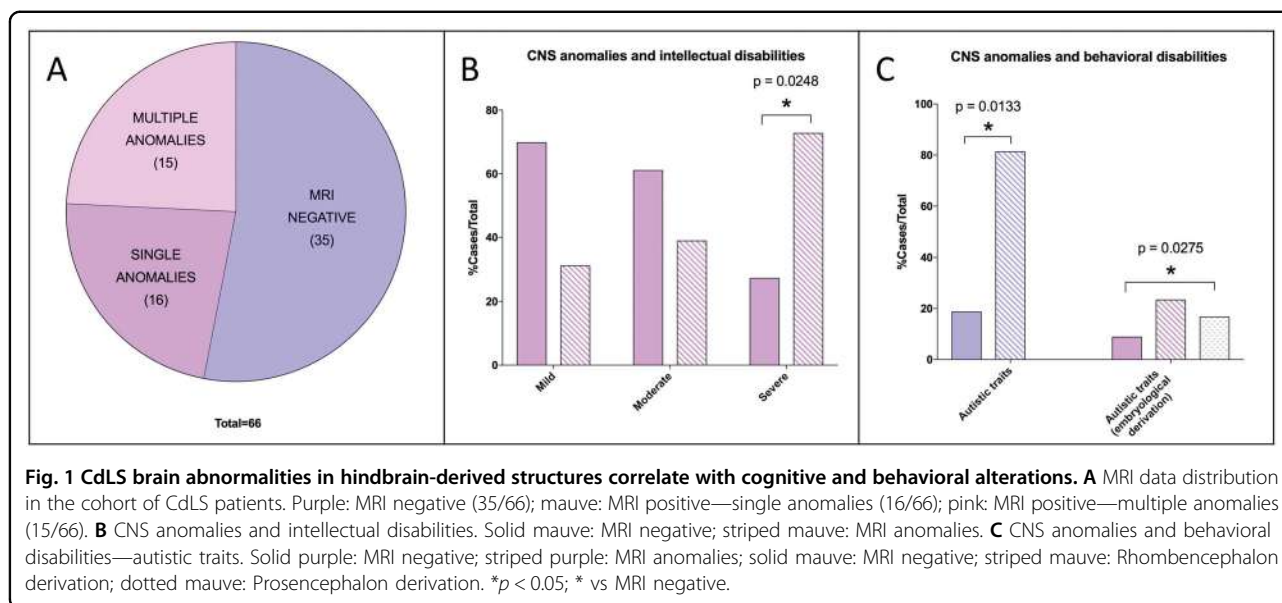 A
MULTIPLE
ANOMALIES
(15)
MRI
NEGATIVE
(35)
SINGLE
ANOMALIES
(16)
Total=66
B
CNS anomalies and intellectual disabilities
p = 0.0248
*
80
60
40
20
0
%Cases/Total
Mild
Moderate
Severe
C
CNS anomalies and behavioral disabilities
p = 0.0133
*
p = 0.0275
*
100
80
60
40
20
0
%Cases/Total
Autistic traits
Autistic traits
(embryological
derivation)
Fig. 1 CdLS brain abnormalities in hindbrain-derived structures correlate with cognitive and behavioral alterations. A MRI data distribution
in the cohort of CdLS patients. Purple: MRI negative (35/66); mauve: MRI positive—single anomalies (16/66); pink: MRI positive—multiple anomalies
(15/66). B CNS anomalies and intellectual disabilities. Solid mauve: MRI negative; striped mauve: MRI anomalies. C CNS anomalies and behavioral
disabilities—autistic traits. Solid purple: MRI negative; striped purple: MRI anomalies; solid mauve: MRI negative; striped mauve: Rhombencephalon
derivation; dotted mauve: Prosencephalon derivation. *p < 0.05; * vs MRI negative.